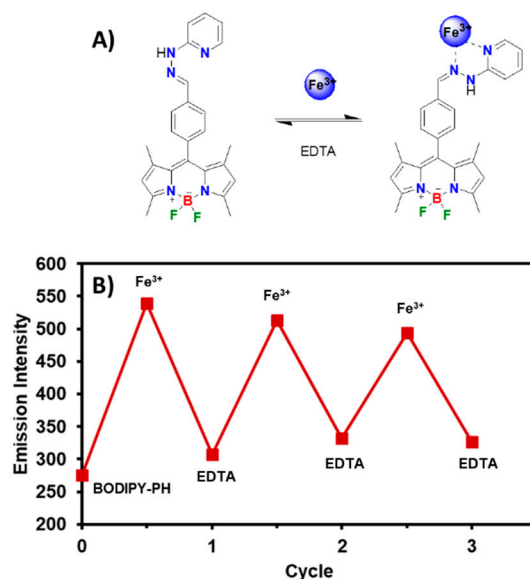 A)
HN
N
N
Fe³⁺
EDTA
Fe³⁺
N
N
N
H
N
B
N
+
-
F
F
N
B
N
+
-
F
F
B)
Emission Intensity
600
550
500
450
400
350
300
250
200
Fe³⁺
Fe³⁺
Fe³⁺
BODIPY-PH
EDTA
EDTA
EDTA
0
1
2
3
Cycle